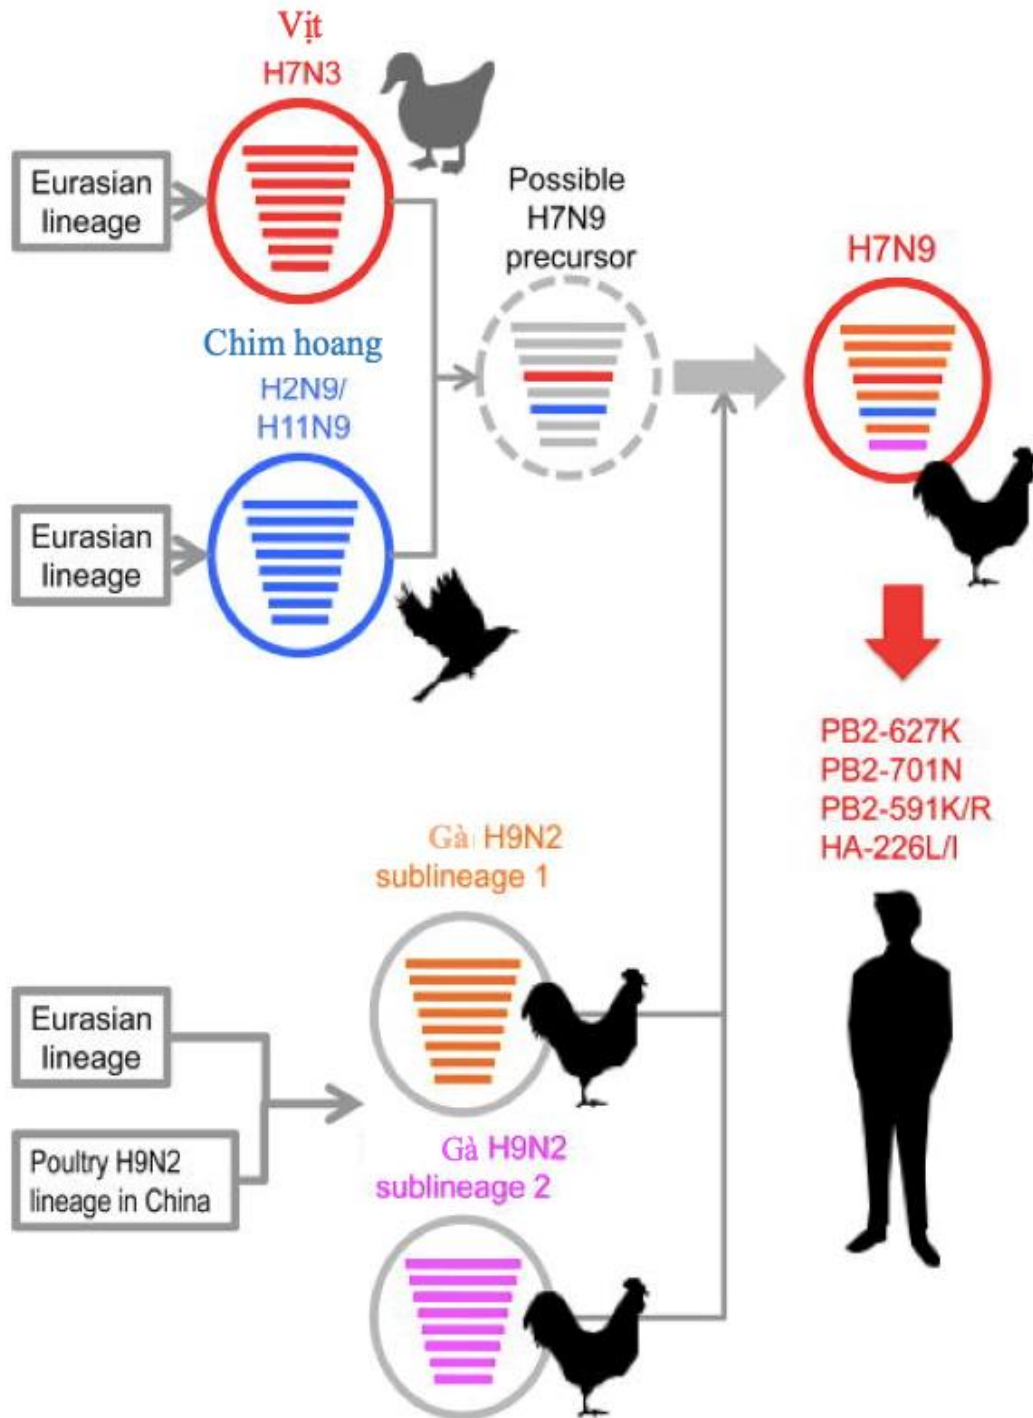 Vịt
H7N3
Eurasian
lineage
Possible
H7N9
precursor
H7N9
Chim hoang
H2N9/
H11N9
Eurasian
lineage
PB2-627K
PB2-701N
PB2-591K/R
HA-226L/I
Gà H9N2
sublineage 1
Eurasian
lineage
Poultry H9N2
lineage in China
Gà H9N2
sublineage 2